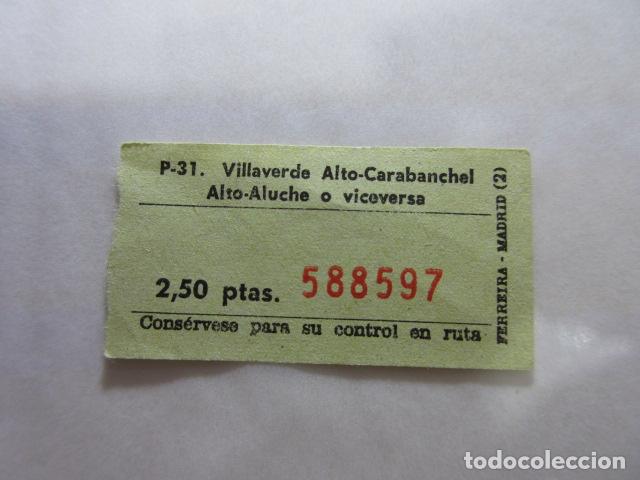 P-31. Villaverde Alto-Carabanchel
Alto-Aluche o viceversa
2,50 ptas. 588597
Consérvese para su control en ruta
FERREIRA - MADRID (2)
todocoleccion